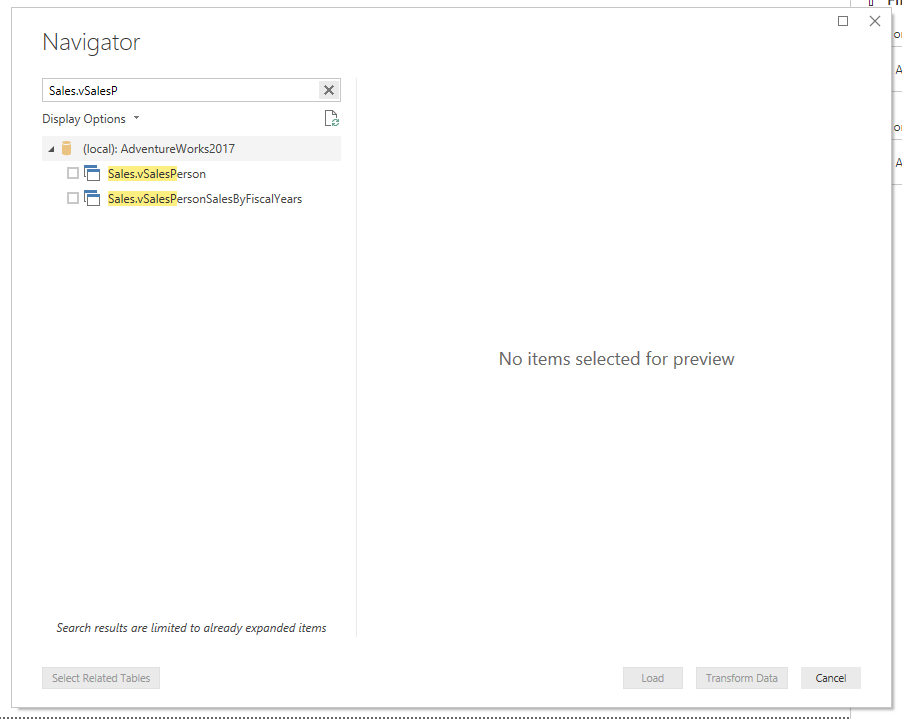 Navigator
Sales.vSalesP
Display Options
(local): AdventureWorks2017
Sales.vSalesPerson
Sales.vSalesPersonSalesByFiscalYears
No items selected for preview
Search results are limited to already expanded items
Select Related Tables
Load
Transform Data
Cancel